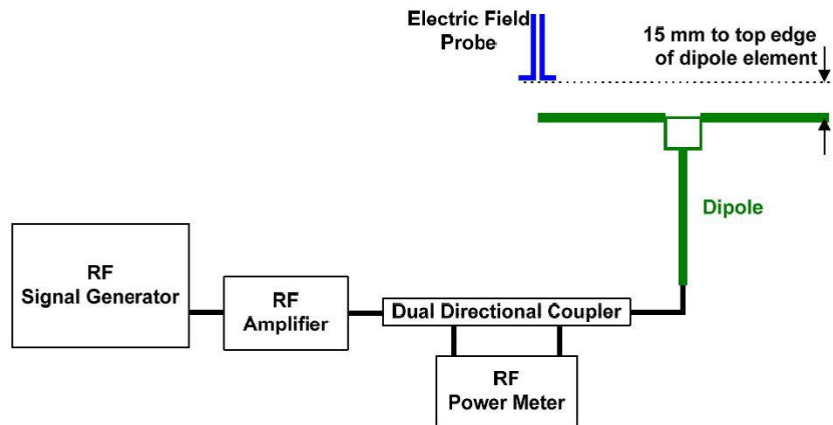 Electric Field
Probe
15 mm to top edge
of dipole element
Dipole
RF
Signal Generator
RF
Amplifier
Dual Directional Coupler
RF
Power Meter